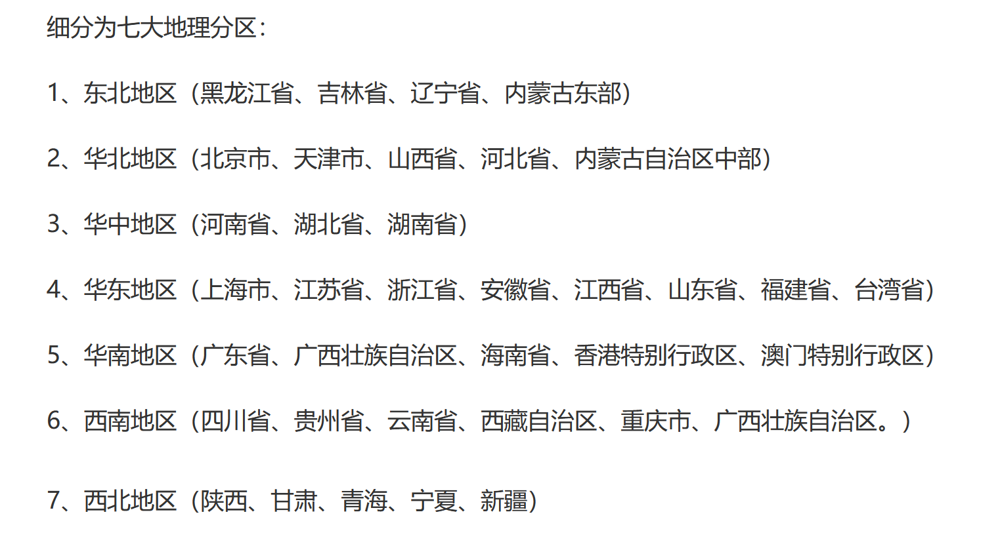 细分为七大地理分区：
1、东北地区（黑龙江省、吉林省、辽宁省、内蒙古东部）
2、华北地区（北京市、天津市、山西省、河北省、内蒙古自治区中部）
3、华中地区（河南省、湖北省、湖南省）
4、华东地区（上海市、江苏省、浙江省、安徽省、江西省、山东省、福建省、台湾省）
5、华南地区（广东省、广西壮族自治区、海南省、香港特别行政区、澳门特别行政区）
6、西南地区（四川省、贵州省、云南省、西藏自治区、重庆市、广西壮族自治区。）
7、西北地区（陕西、甘肃、青海、宁夏、新疆）